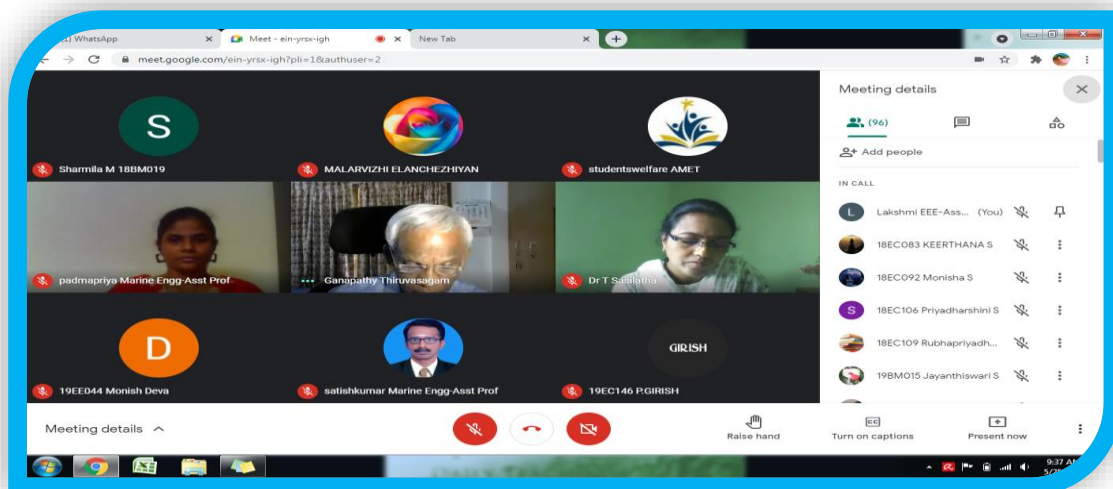 WhatsApp
Meet - ein-yrsx-igh
New Tab
meet.google.com/ein-yrsx-igh?pli=1&authuser=2
S
Sharmila M 18BM019
MALARVIZHI ELANCHEZHIYAN
studentswelfare AMET
padmapriya Marine Engg-Asst Prof
Ganapathy Thiruvasagam
Dr T Sasilatha
D
19EE044 Monish Deva
satishkumar Marine Engg-Asst Prof
GIRISH
19EC146 P.GIRISH
Meeting details
(96)
Add people
IN CALL
L
Lakshmi EEE-Ass... (You)
18EC083 KEERTHANA S
18EC092 Monisha S
S
18EC106 Priyadharshini S
18EC109 Rubhapriyadh...
19BM015 Jayanthiswari S
Meeting details
Raise hand
CC
Turn on captions
Present now
9:37 AM